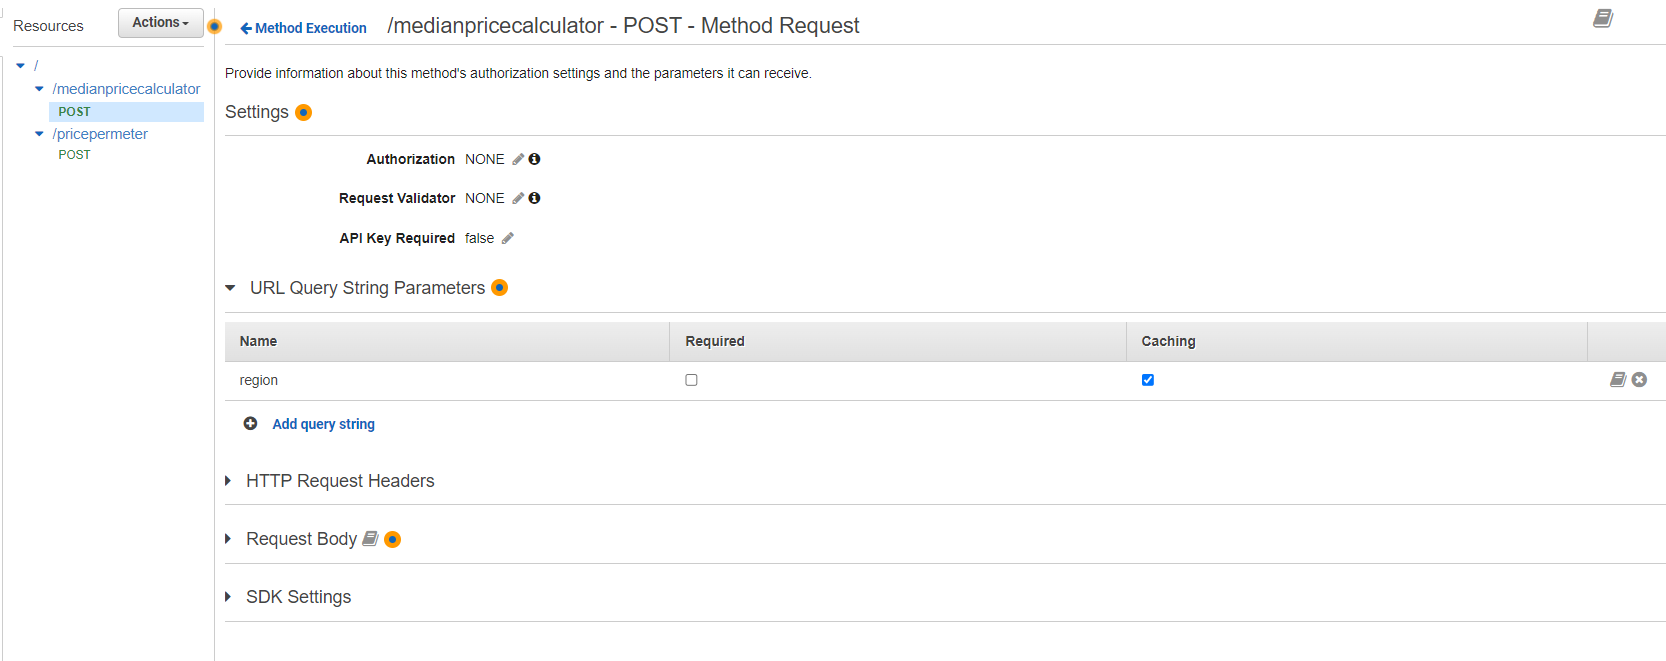 Resources
Actions
/
/medianpricecalculator
POST
/pricepermeter
POST
Method Execution /medianpricecalculator - POST - Method Request
Provide information about this method's authorization settings and the parameters it can receive.
Settings
Authorization NONE
Request Validator NONE
API Key Required false
URL Query String Parameters
Name Required Caching
region
Add query string
HTTP Request Headers
Request Body
SDK Settings